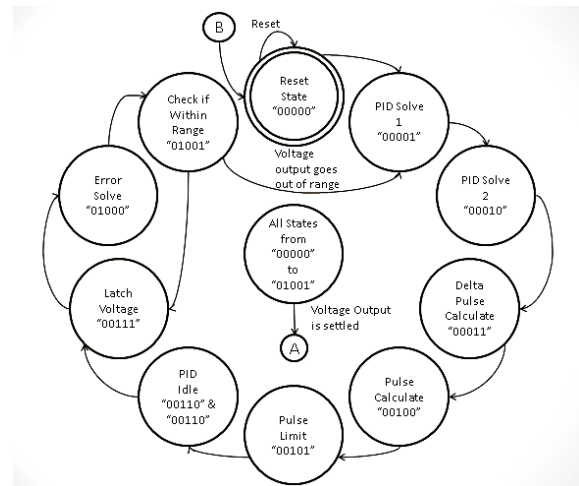 B
Reset
Reset
State
“00000”
PID Solve
1
“00001”
PID Solve
2
“00010”
Delta
Pulse
Calculate
“00011”
Pulse
Calculate
“00100”
Pulse
Limit
“00101”
PID
Idle
“00110” &
“00110”
Latch
Voltage
“00111”
Error
Solve
“01000”
Check if
Within
Range
“01001”
Voltage
output goes
out of range
All States
from
“00000”
to
“01001”
Voltage Output
is settled
A